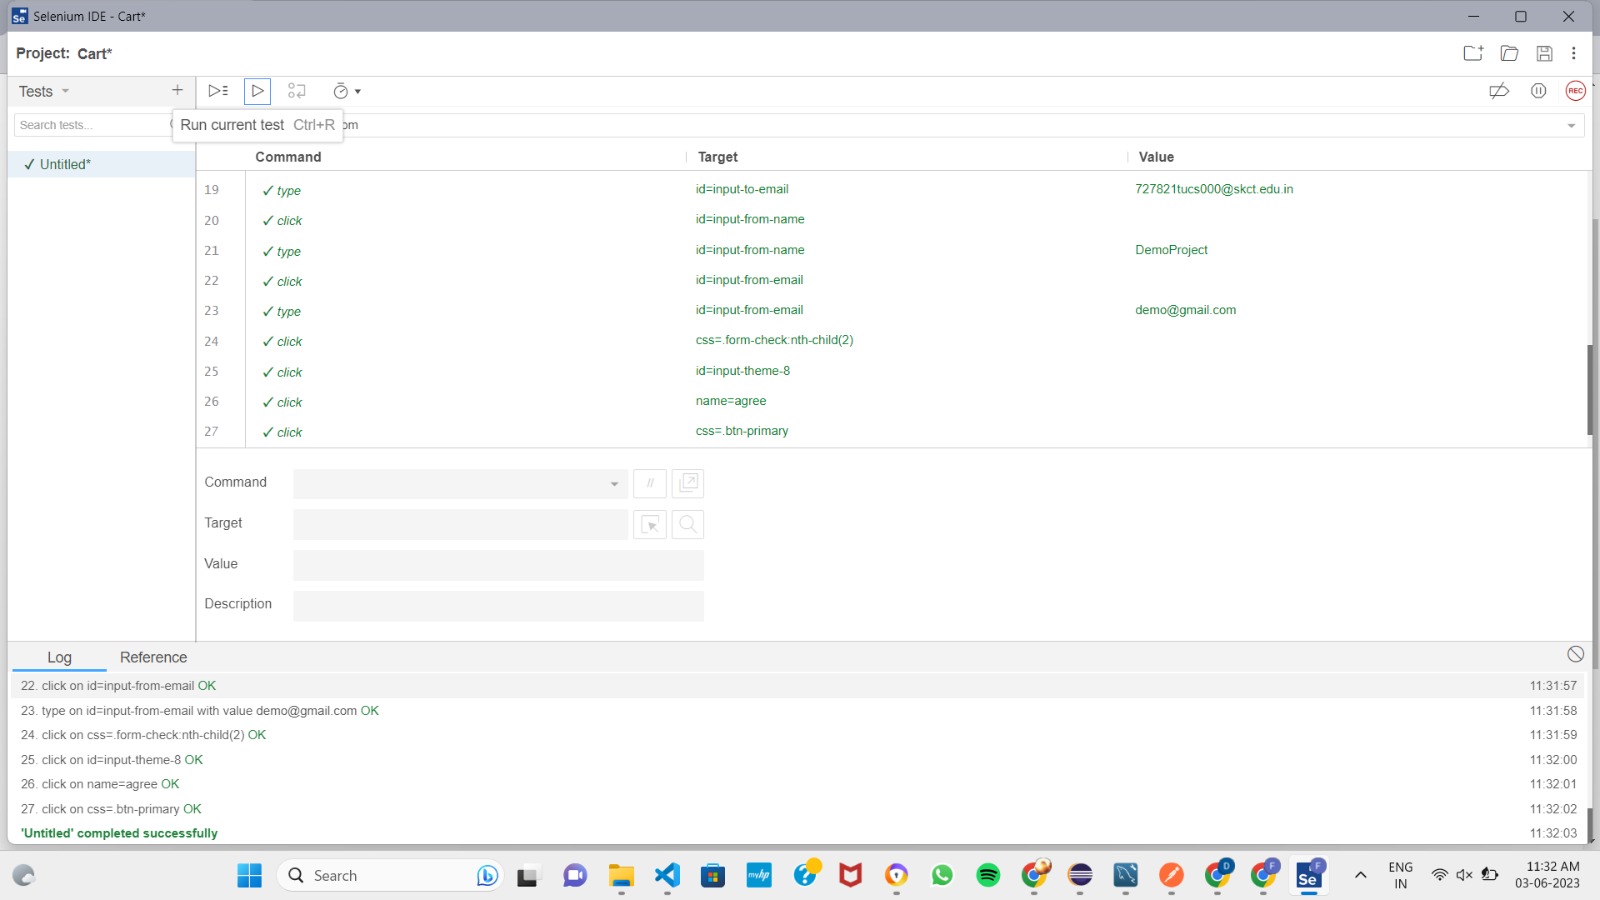 Selenium IDE - Cart*
Project: Cart*
Tests
REC
Search tests...
Run current test Ctrl+R
om
Untitled*
Command Target Value
19 ✓ type id=input-to-email 727821tucs000@skct.edu.in
20 ✓ click id=input-from-name
21 ✓ type id=input-from-name DemoProject
22 ✓ click id=input-from-email
23 ✓ type id=input-from-email demo@gmail.com
24 ✓ click css=.form-check:nth-child(2)
25 ✓ click id=input-theme-8
26 ✓ click name=agree
27 ✓ click css=.btn-primary
Command //
Target
Value
Description
Log Reference
22. click on id=input-from-email OK 11:31:57
23. type on id=input-from-email with value demo@gmail.com OK 11:31:58
24. click on css=.form-check:nth-child(2) OK 11:31:59
25. click on id=input-theme-8 OK 11:32:00
26. click on name=agree OK 11:32:01
27. click on css=.btn-primary OK 11:32:02
'Untitled' completed successfully 11:32:03
Search
myhp
D
F
Se
F
ENG
IN
11:32 AM
03-06-2023